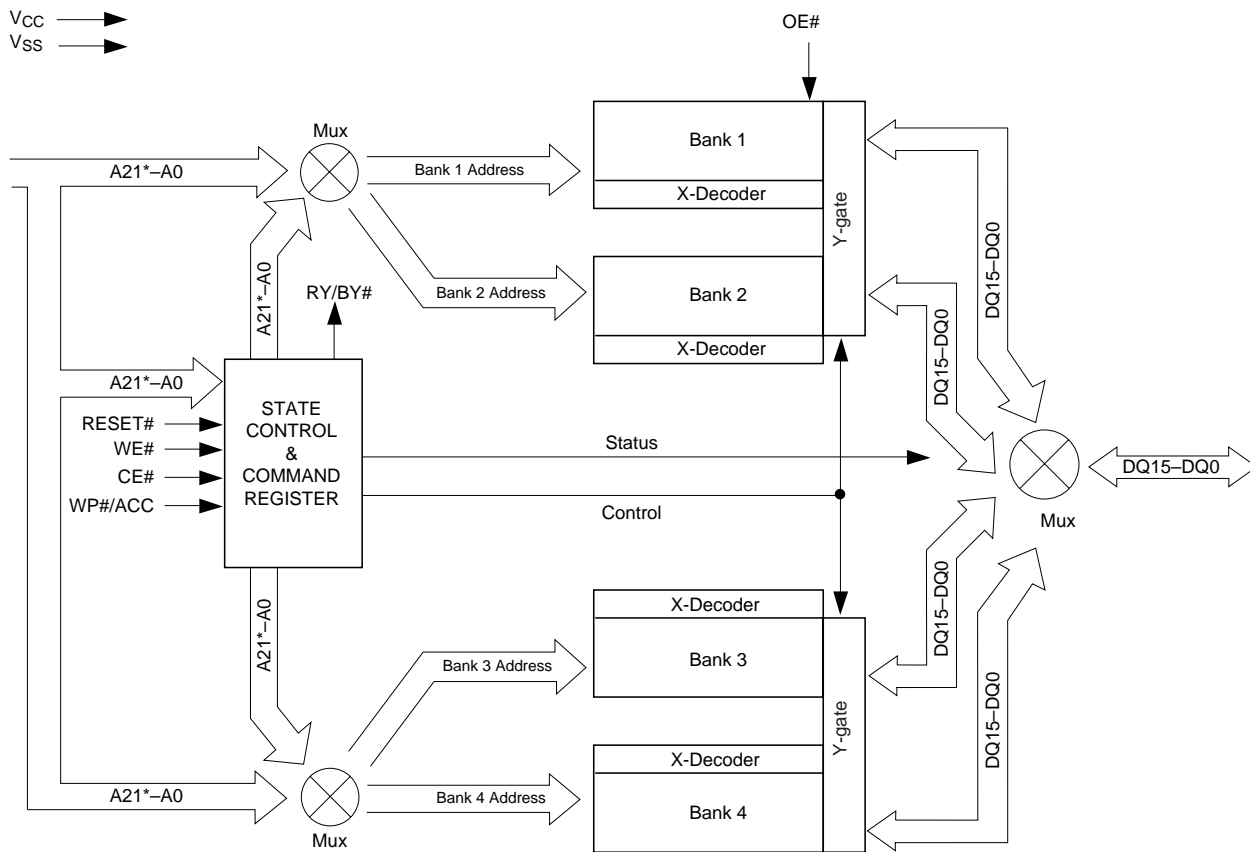 VCC
VSS
OE#
Mux
Bank 1
A21*–A0
Bank 1 Address
X-Decoder
Y-gate
DQ15–DQ0
A21*–A0
RY/BY#
Bank 2 Address
Bank 2
X-Decoder
DQ15–DQ0
A21*–A0
RESET#
WE#
CE#
WP#/ACC
STATE
CONTROL
&
COMMAND
REGISTER
Status
Control
DQ15–DQ0
Mux
A21*–A0
X-Decoder
Bank 3 Address
Bank 3
DQ15–DQ0
Y-gate
DQ15–DQ0
X-Decoder
A21*–A0
Bank 4 Address
Bank 4
Mux